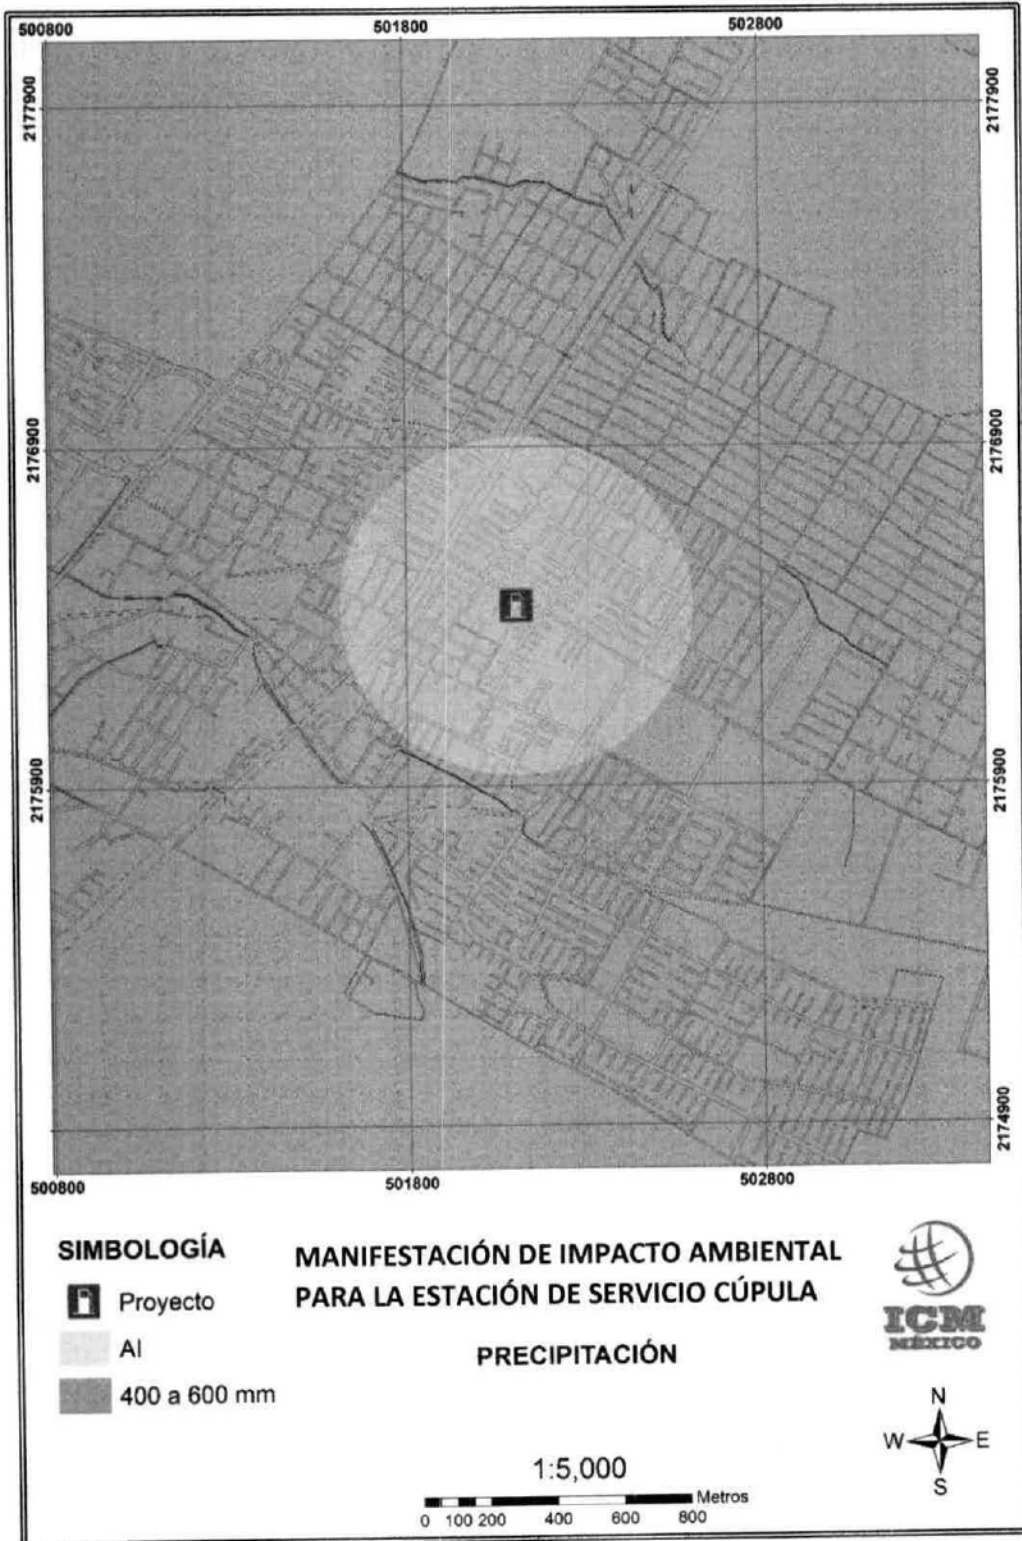 500800 501800 502800
2177900 2177900
2176900 2176900
2175900 2175900
2174900
500800 501800 502800
SIMBOLOGÍA
Proyecto
AI
400 a 600 mm
MANIFESTACIÓN DE IMPACTO AMBIENTAL
PARA LA ESTACIÓN DE SERVICIO CÚPULA
PRECIPITACIÓN
ICM
MÉXICO
N
W E
S
1:5,000
Metros
0 100 200 400 600 800